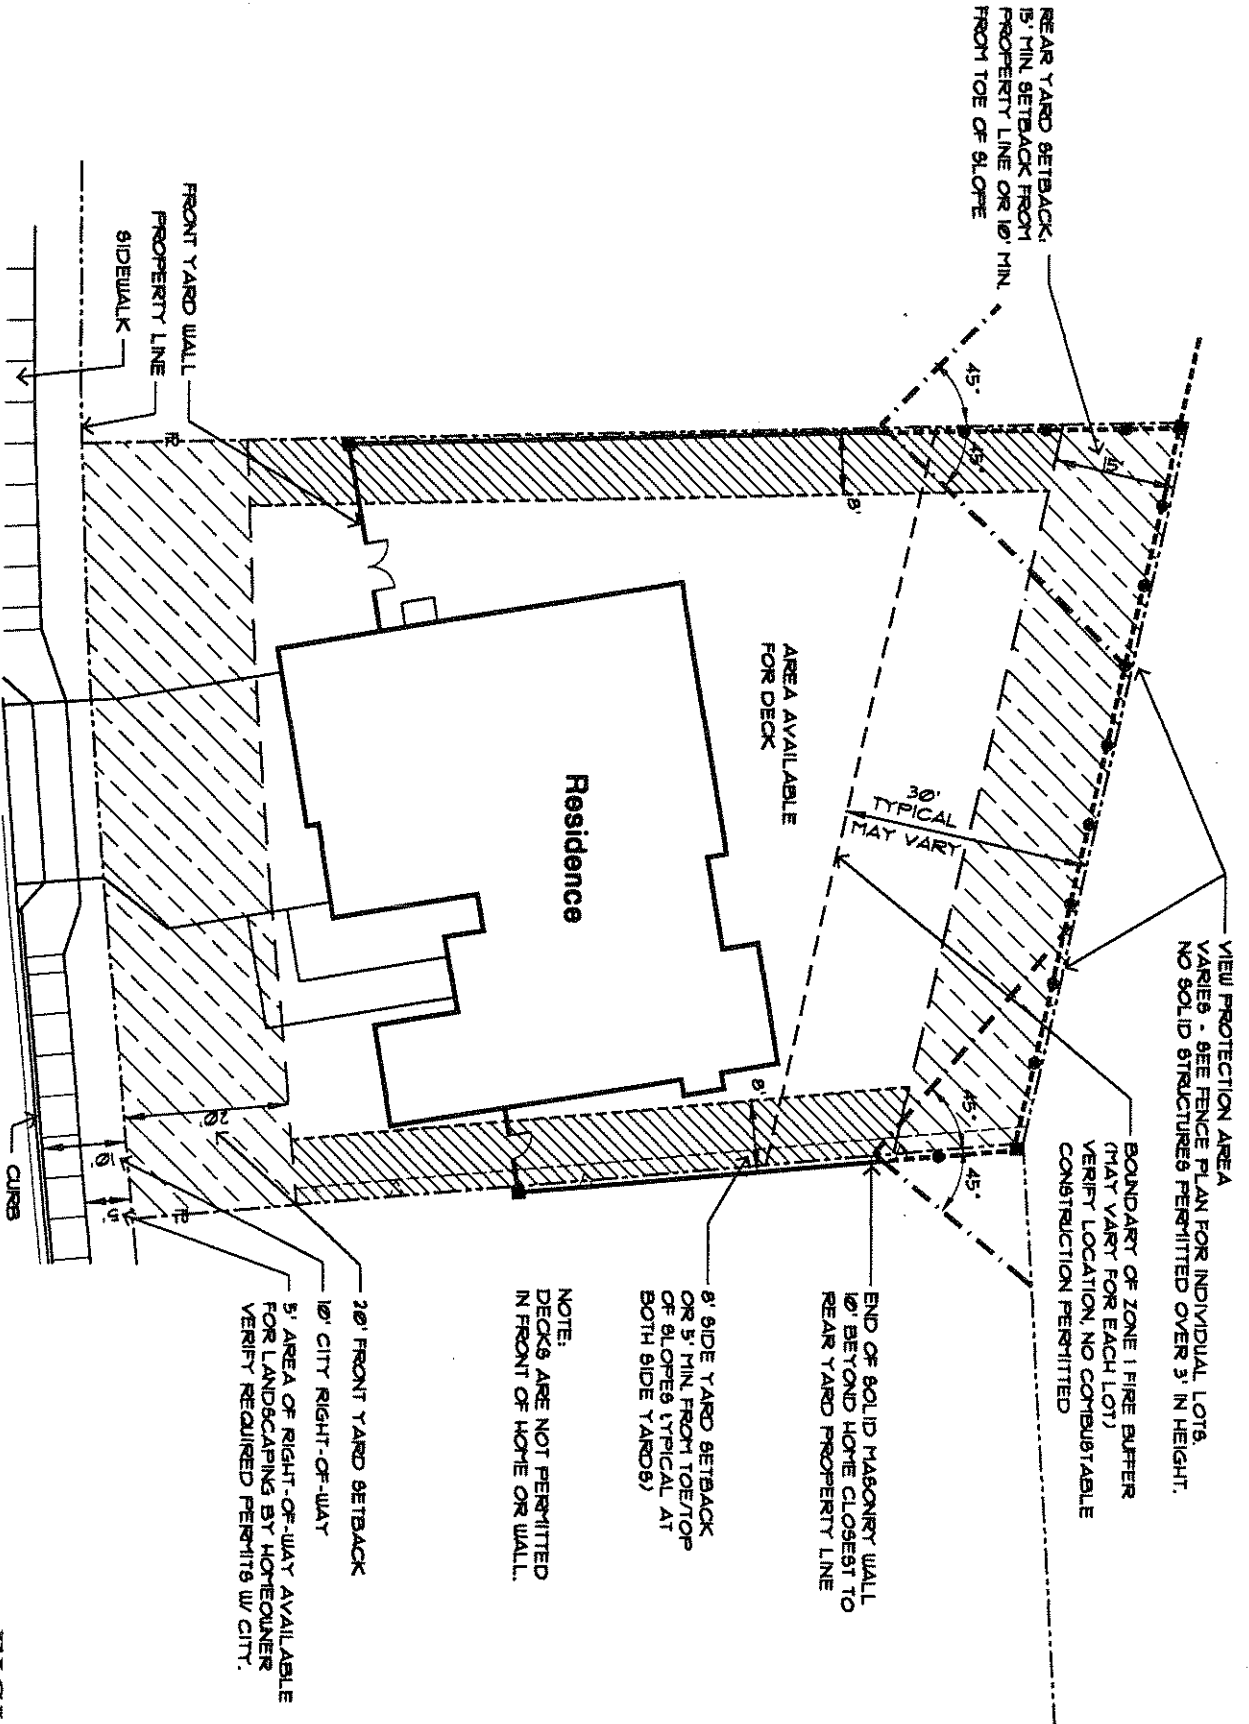 REAR YARD SETBACK:
15' MIN. SETBACK FROM
PROPERTY LINE OR 10' MIN.
FROM TOE OF SLOPE
VIEW PROTECTION AREA
VARIES - SEE FENCE PLAN FOR INDIVIDUAL LOTS.
NO SOLID STRUCTURES PERMITTED OVER 3' IN HEIGHT.
BOUNDARY OF ZONE 1 FIRE BUFFER
(MAY VARY FOR EACH LOT)
VERIFY LOCATION, NO COMBUSTABLE
CONSTRUCTION PERMITTED
45°
45°
15'
8'
30'
TYPICAL
MAY VARY
AREA AVAILABLE
FOR DECK
45°
45°
8'
END OF SOLID MASONRY WALL
10' BEYOND HOME CLOSEST TO
REAR YARD PROPERTY LINE
8' SIDE YARD SETBACK
OR 5' MIN. FROM TOE/TOP
OF SLOPES (TYPICAL AT
BOTH SIDE YARDS)
Residence
NOTE:
DECKS ARE NOT PERMITTED
IN FRONT OF HOME OR WALL.
FRONT YARD WALL
PROPERTY LINE
SIDEWALK
PL
20'
10'
5'
PL
20' FRONT YARD SETBACK
10' CITY RIGHT-OF-WAY
5' AREA OF RIGHT-OF-WAY AVAILABLE
FOR LANDSCAPING BY HOMEOWNER
VERIFY REQUIRED PERMITS W/ CITY.
CURB